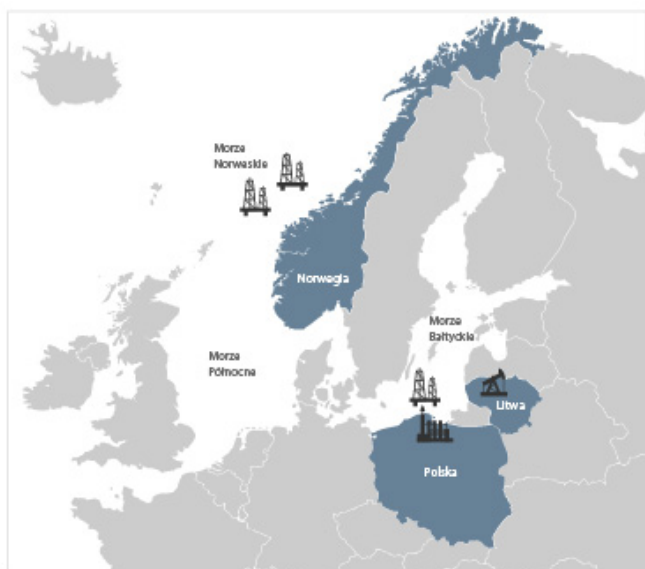 Morze
Norweskie
Norwegia
Morze
Bałtyckie
Morze
Północne
Litwa
Polska